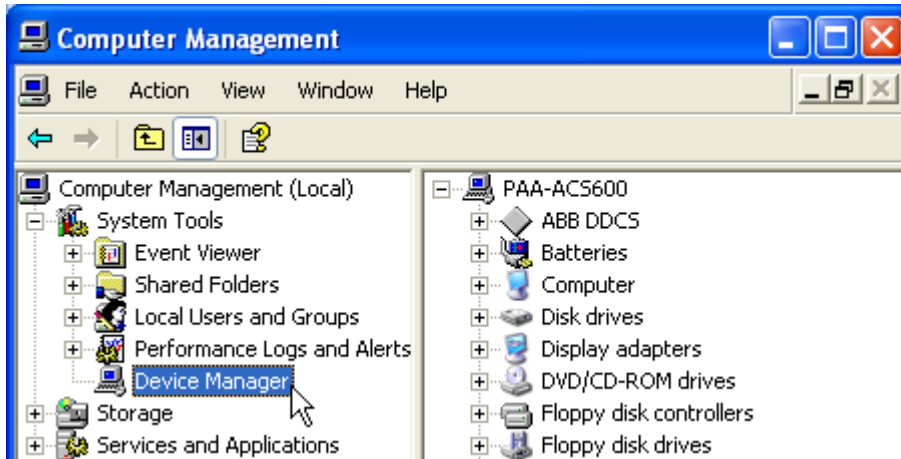 Computer Management
File Action View Window Help
Computer Management (Local)
System Tools
Event Viewer
Shared Folders
Local Users and Groups
Performance Logs and Alerts
Device Manager
Storage
Services and Applications
PAA-ACS600
ABB DDCS
Batteries
Computer
Disk drives
Display adapters
DVD/CD-ROM drives
Floppy disk controllers
Floppy disk drives